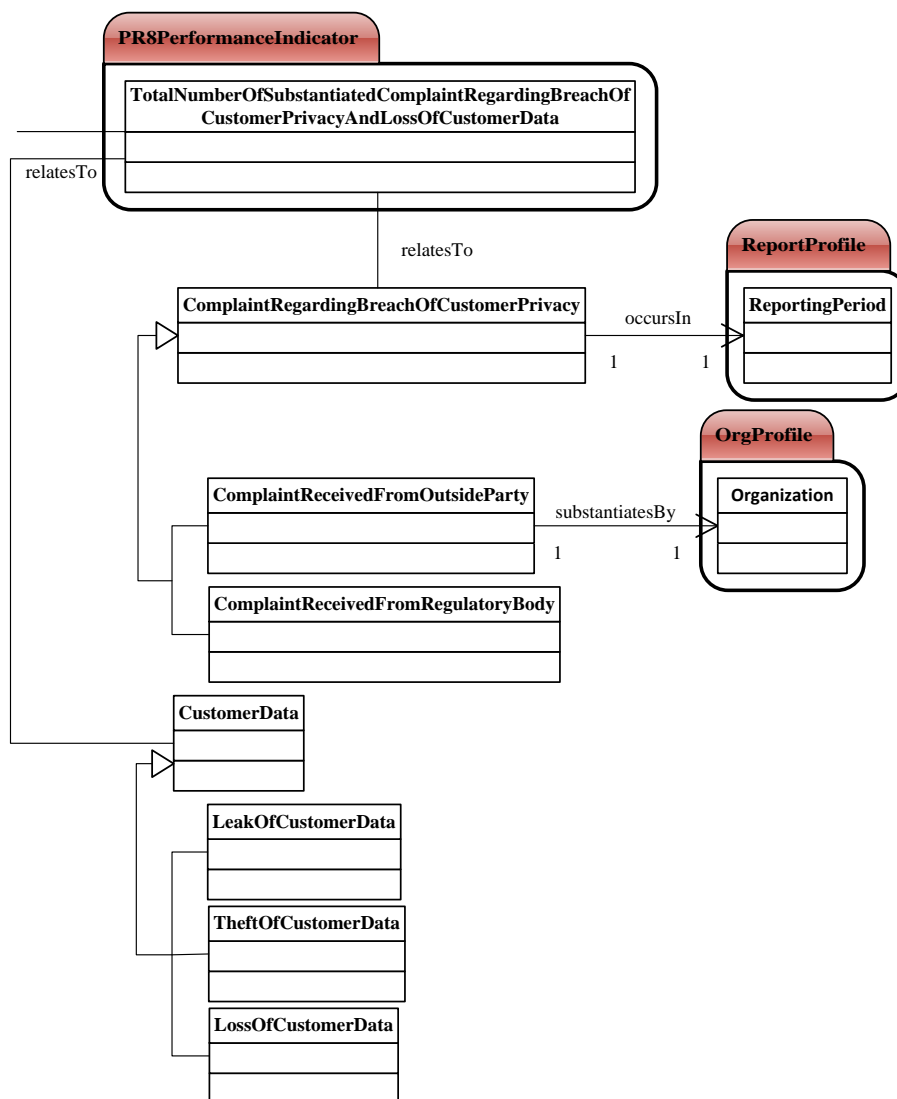 PR8PerformanceIndicator
TotalNumberOfSubstantiatedComplaintRegardingBreachOf
CustomerPrivacyAndLossOfCustomerData
relatesTo
relatesTo
ReportProfile
ComplaintRegardingBreachOfCustomerPrivacy
ReportingPeriod
occursIn
1
1
OrgProfile
ComplaintReceivedFromOutsideParty
Organization
substantiatesBy
1
1
ComplaintReceivedFromRegulatoryBody
CustomerData
LeakOfCustomerData
TheftOfCustomerData
LossOfCustomerData